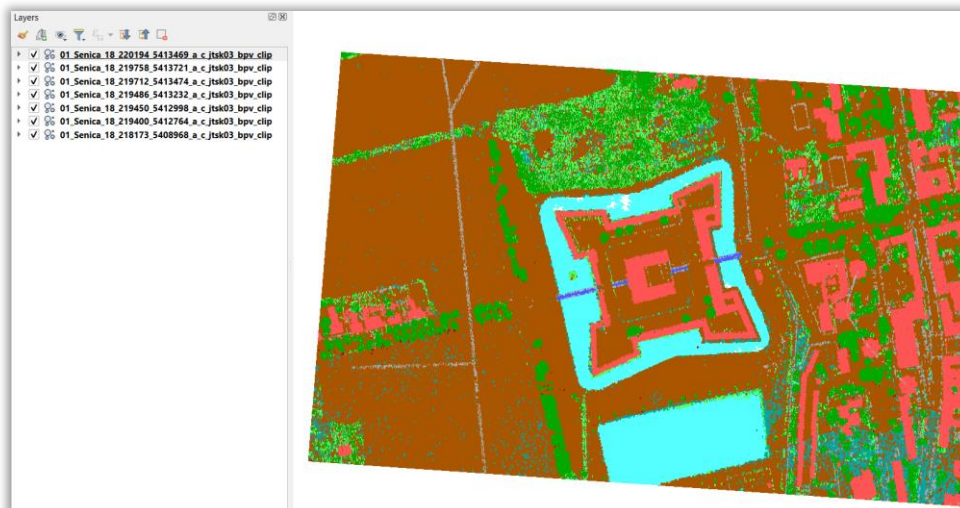 Layers
01_Senica_18_220194_5413469_a_c_jtsk03_bpv_clip
01_Senica_18_219758_5413721_a_c_jtsk03_bpv_clip
01_Senica_18_219712_5413474_a_c_jtsk03_bpv_clip
01_Senica_18_219486_5413232_a_c_jtsk03_bpv_clip
01_Senica_18_219450_5412998_a_c_jtsk03_bpv_clip
01_Senica_18_219400_5412764_a_c_jtsk03_bpv_clip
01_Senica_18_218173_5408968_a_c_jtsk03_bpv_clip